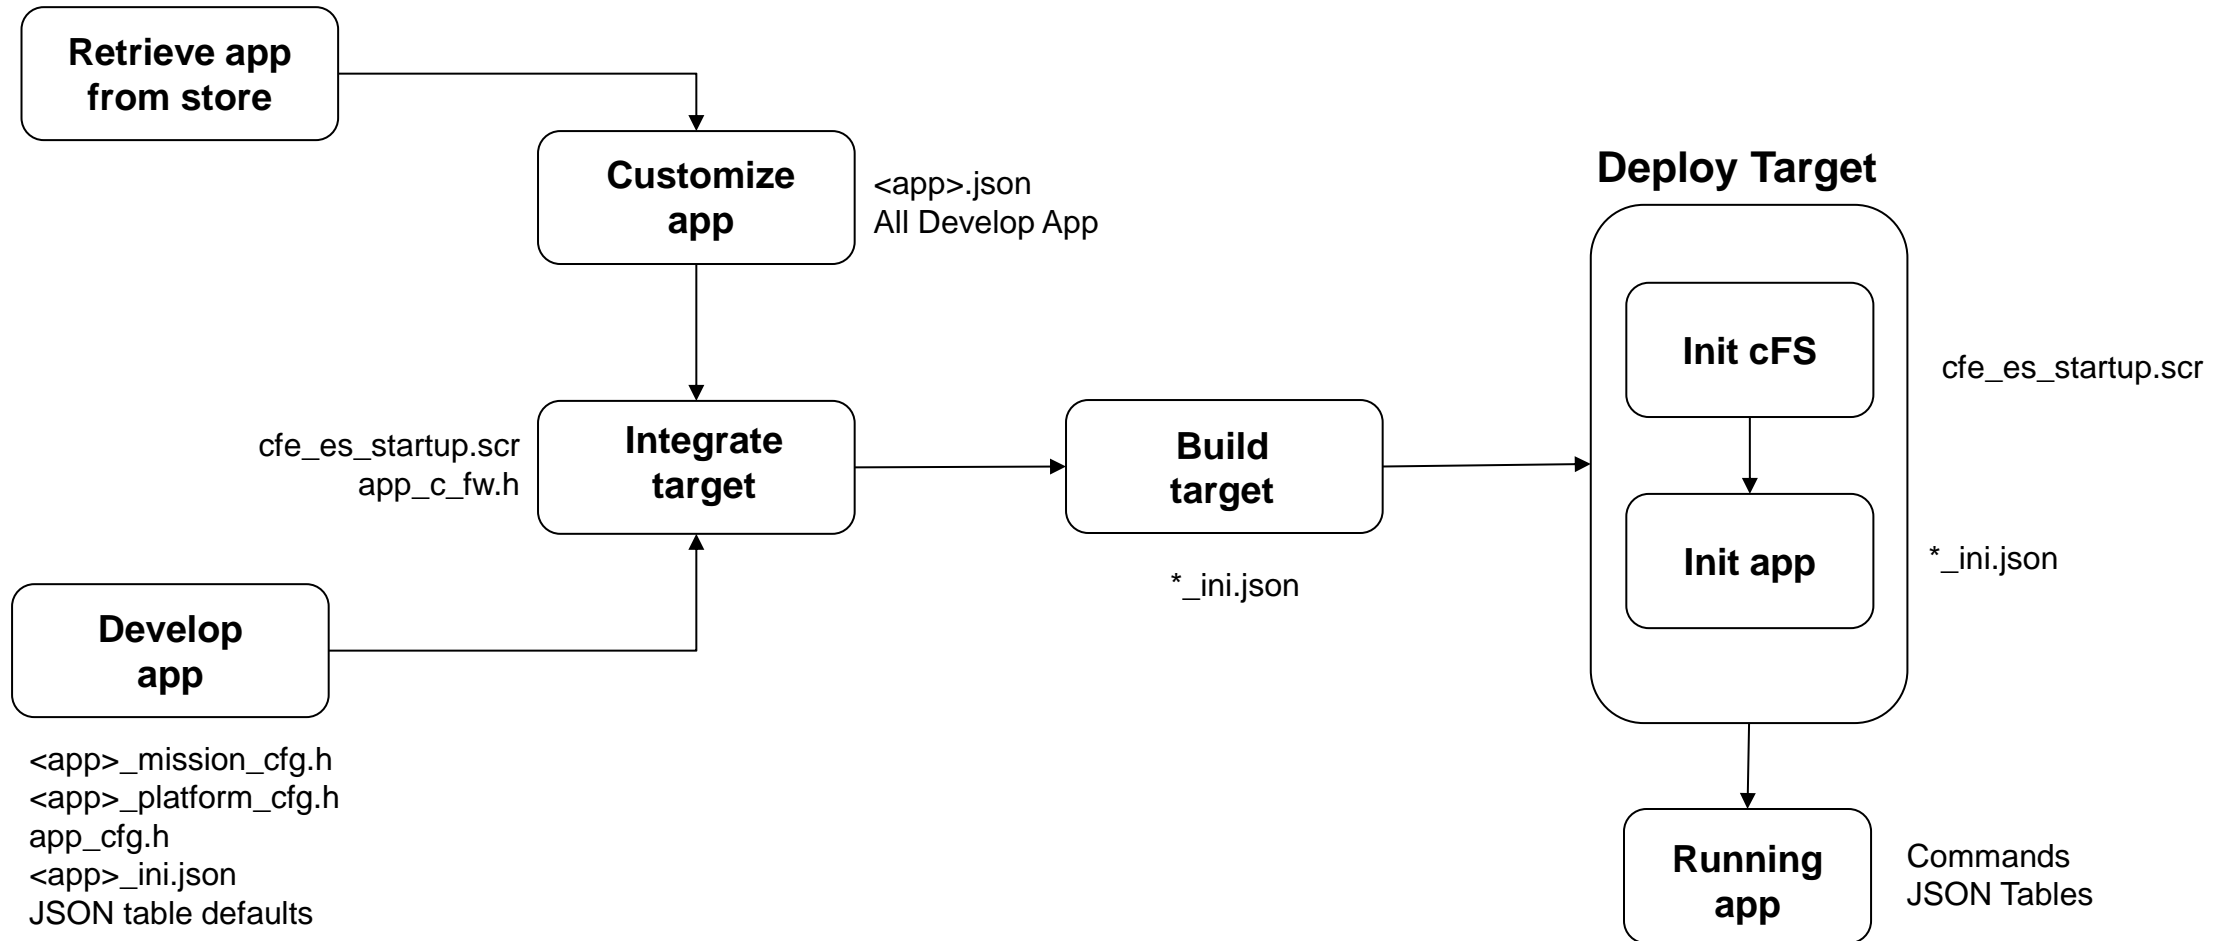 Retrieve app
from store
Customize
app
<app>.json
All Develop App
Deploy Target
Init cFS
cfe_es_startup.scr
cfe_es_startup.scr
app_c_fw.h
Integrate
target
Build
target
*_ini.json
Init app
*_ini.json
Develop
app
<app>_mission_cfg.h
<app>_platform_cfg.h
app_cfg.h
<app>_ini.json
JSON table defaults
Running
app
Commands
JSON Tables